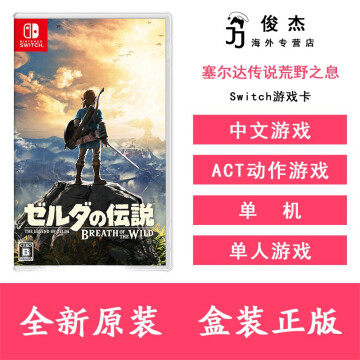 NINTENDO
SWITCH
ゼルダの伝説
THE LEGEND OF ZELDA
BREATH OF THE WILD
CERO
B
俊杰
海外专营店
塞尔达传说荒野之息
Switch游戏卡
中文游戏
ACT动作游戏
单 机
单人游戏
全新原装 盒装正版